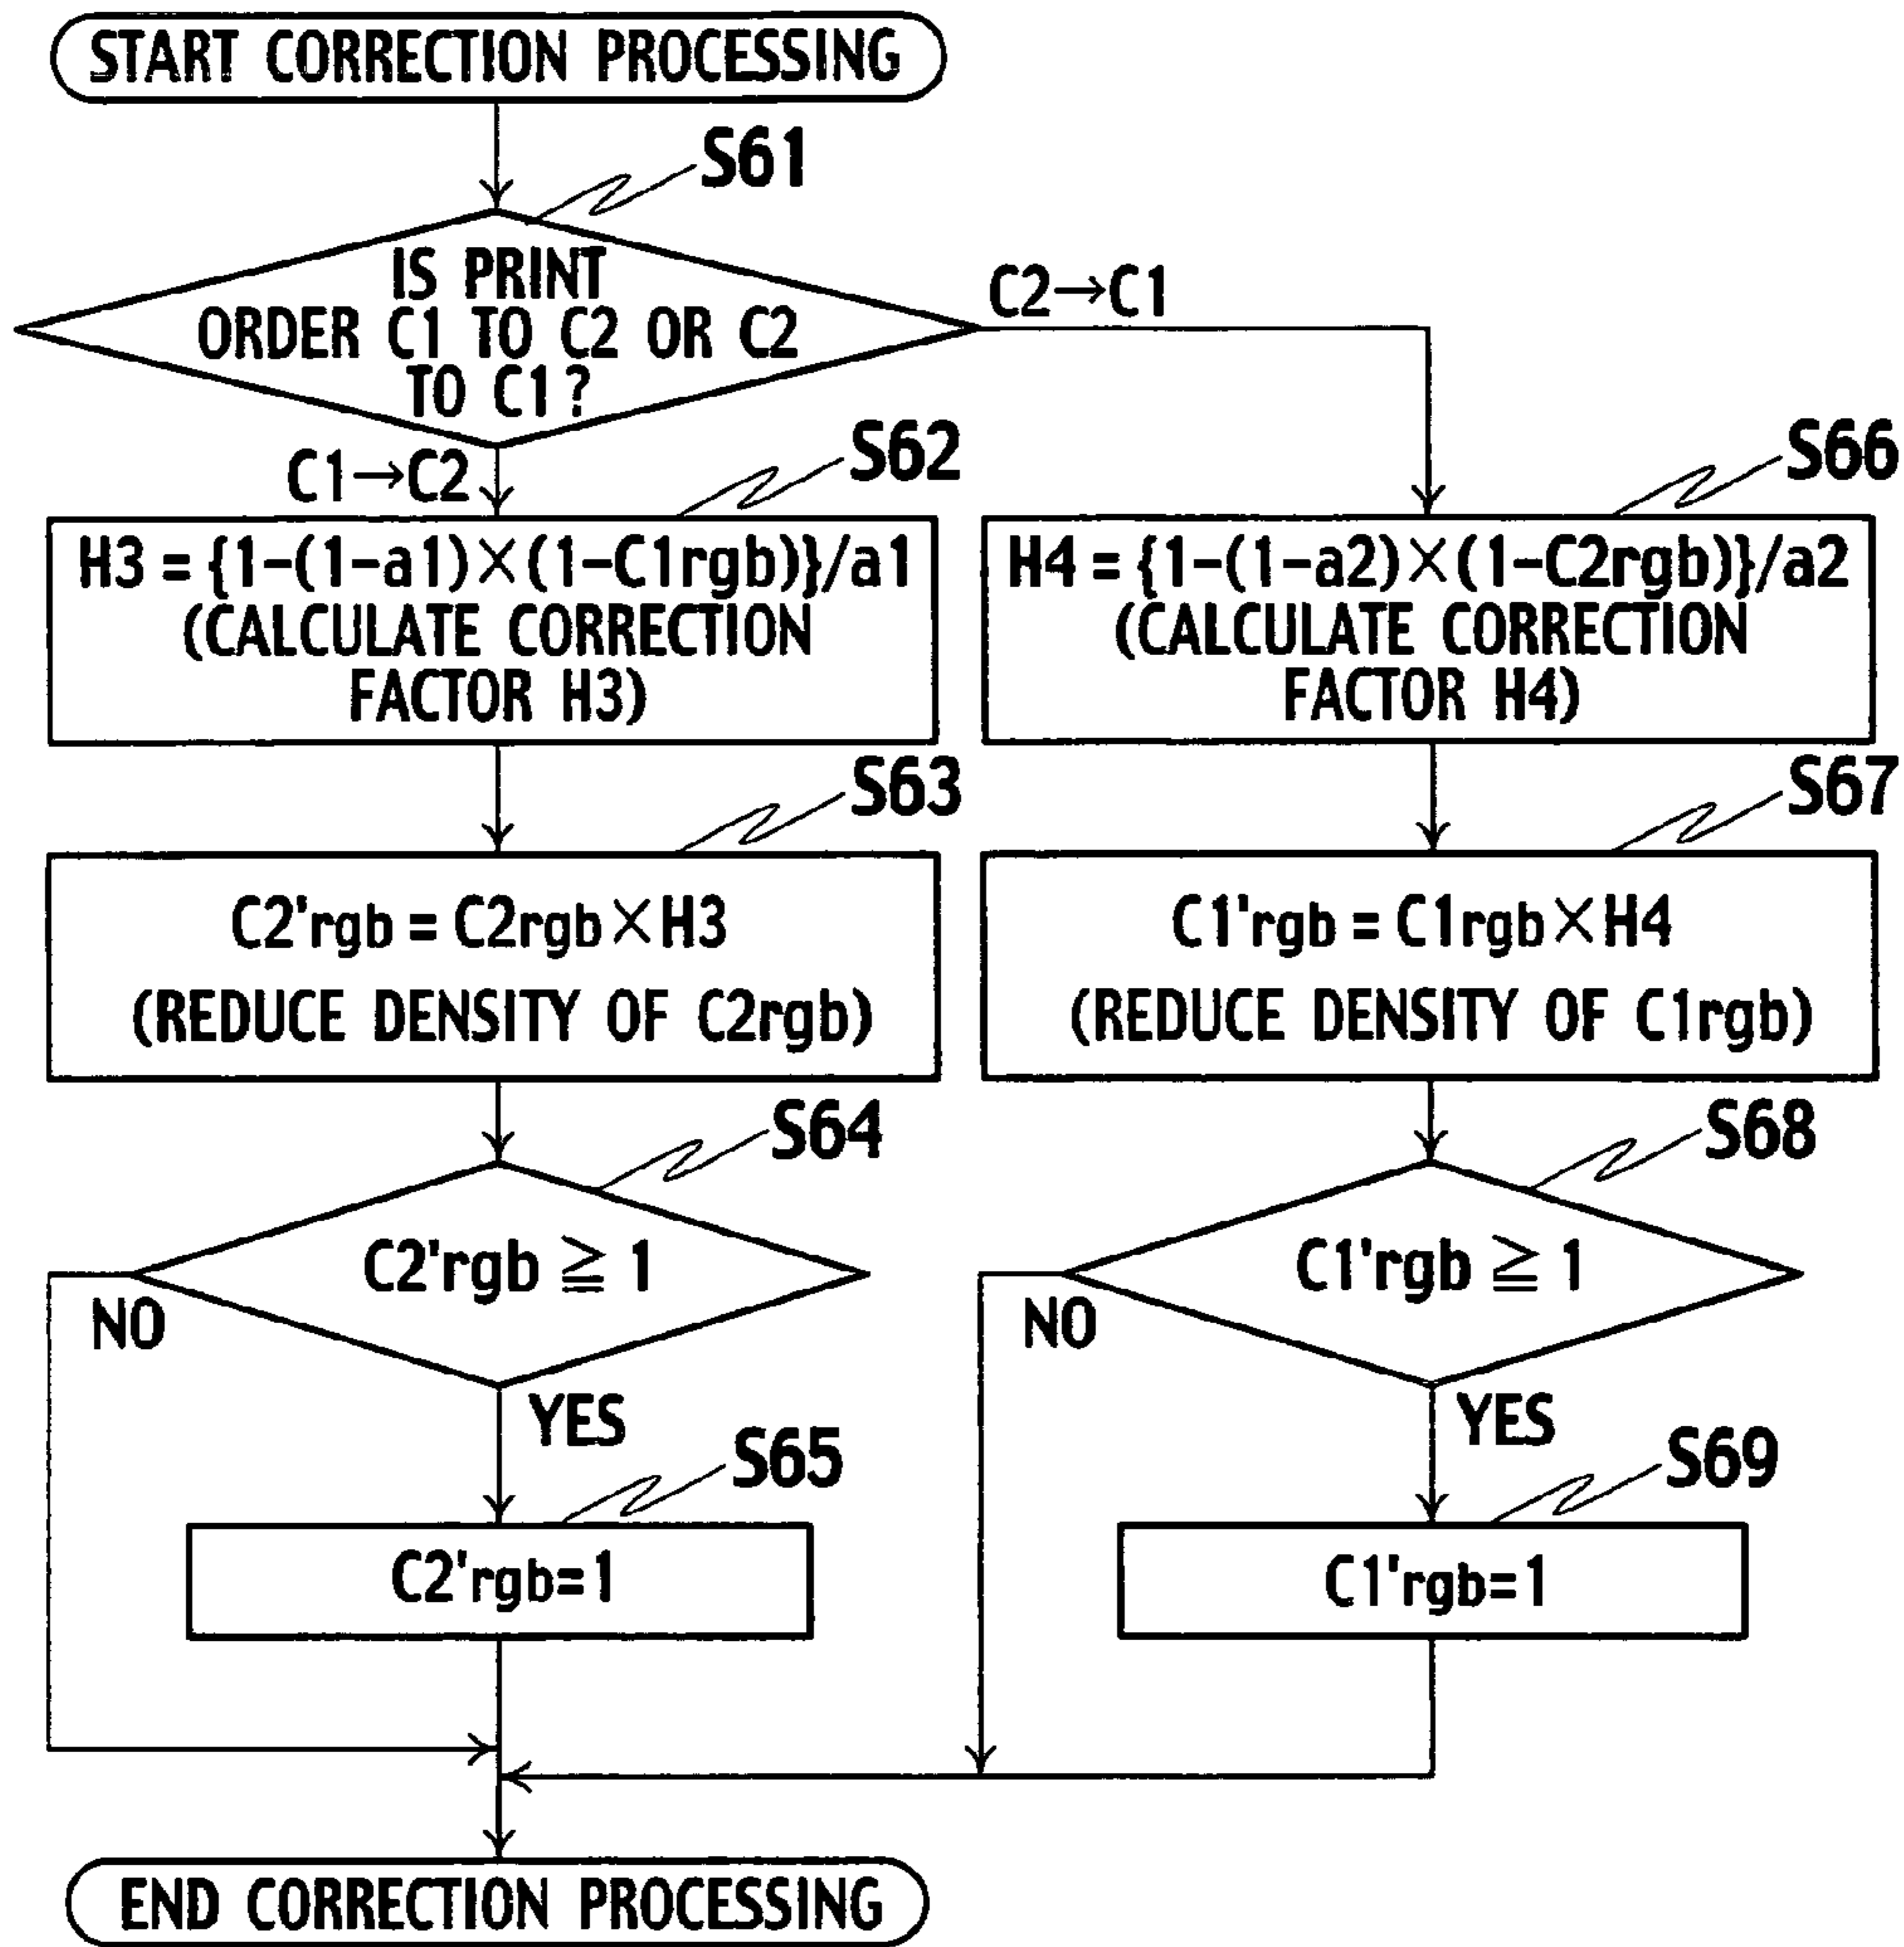 START CORRECTION PROCESSING
S61
IS PRINT
ORDER C1 TO C2 OR C2
TO C1?
C2→C1
C1→C2
S62
H3={1-(1-a1)×(1-C1rgb)}/a1
(CALCULATE CORRECTION
FACTOR H3)
S66
H4={1-(1-a2)×(1-C2rgb)}/a2
(CALCULATE CORRECTION
FACTOR H4)
S63
C2'rgb=C2rgb×H3
(REDUCE DENSITY OF C2rgb)
S67
C1'rgb=C1rgb×H4
(REDUCE DENSITY OF C1rgb)
S64
C2'rgb ≧ 1
NO
YES
S68
C1'rgb ≧ 1
NO
YES
S65
C2'rgb=1
S69
C1'rgb=1
END CORRECTION PROCESSING